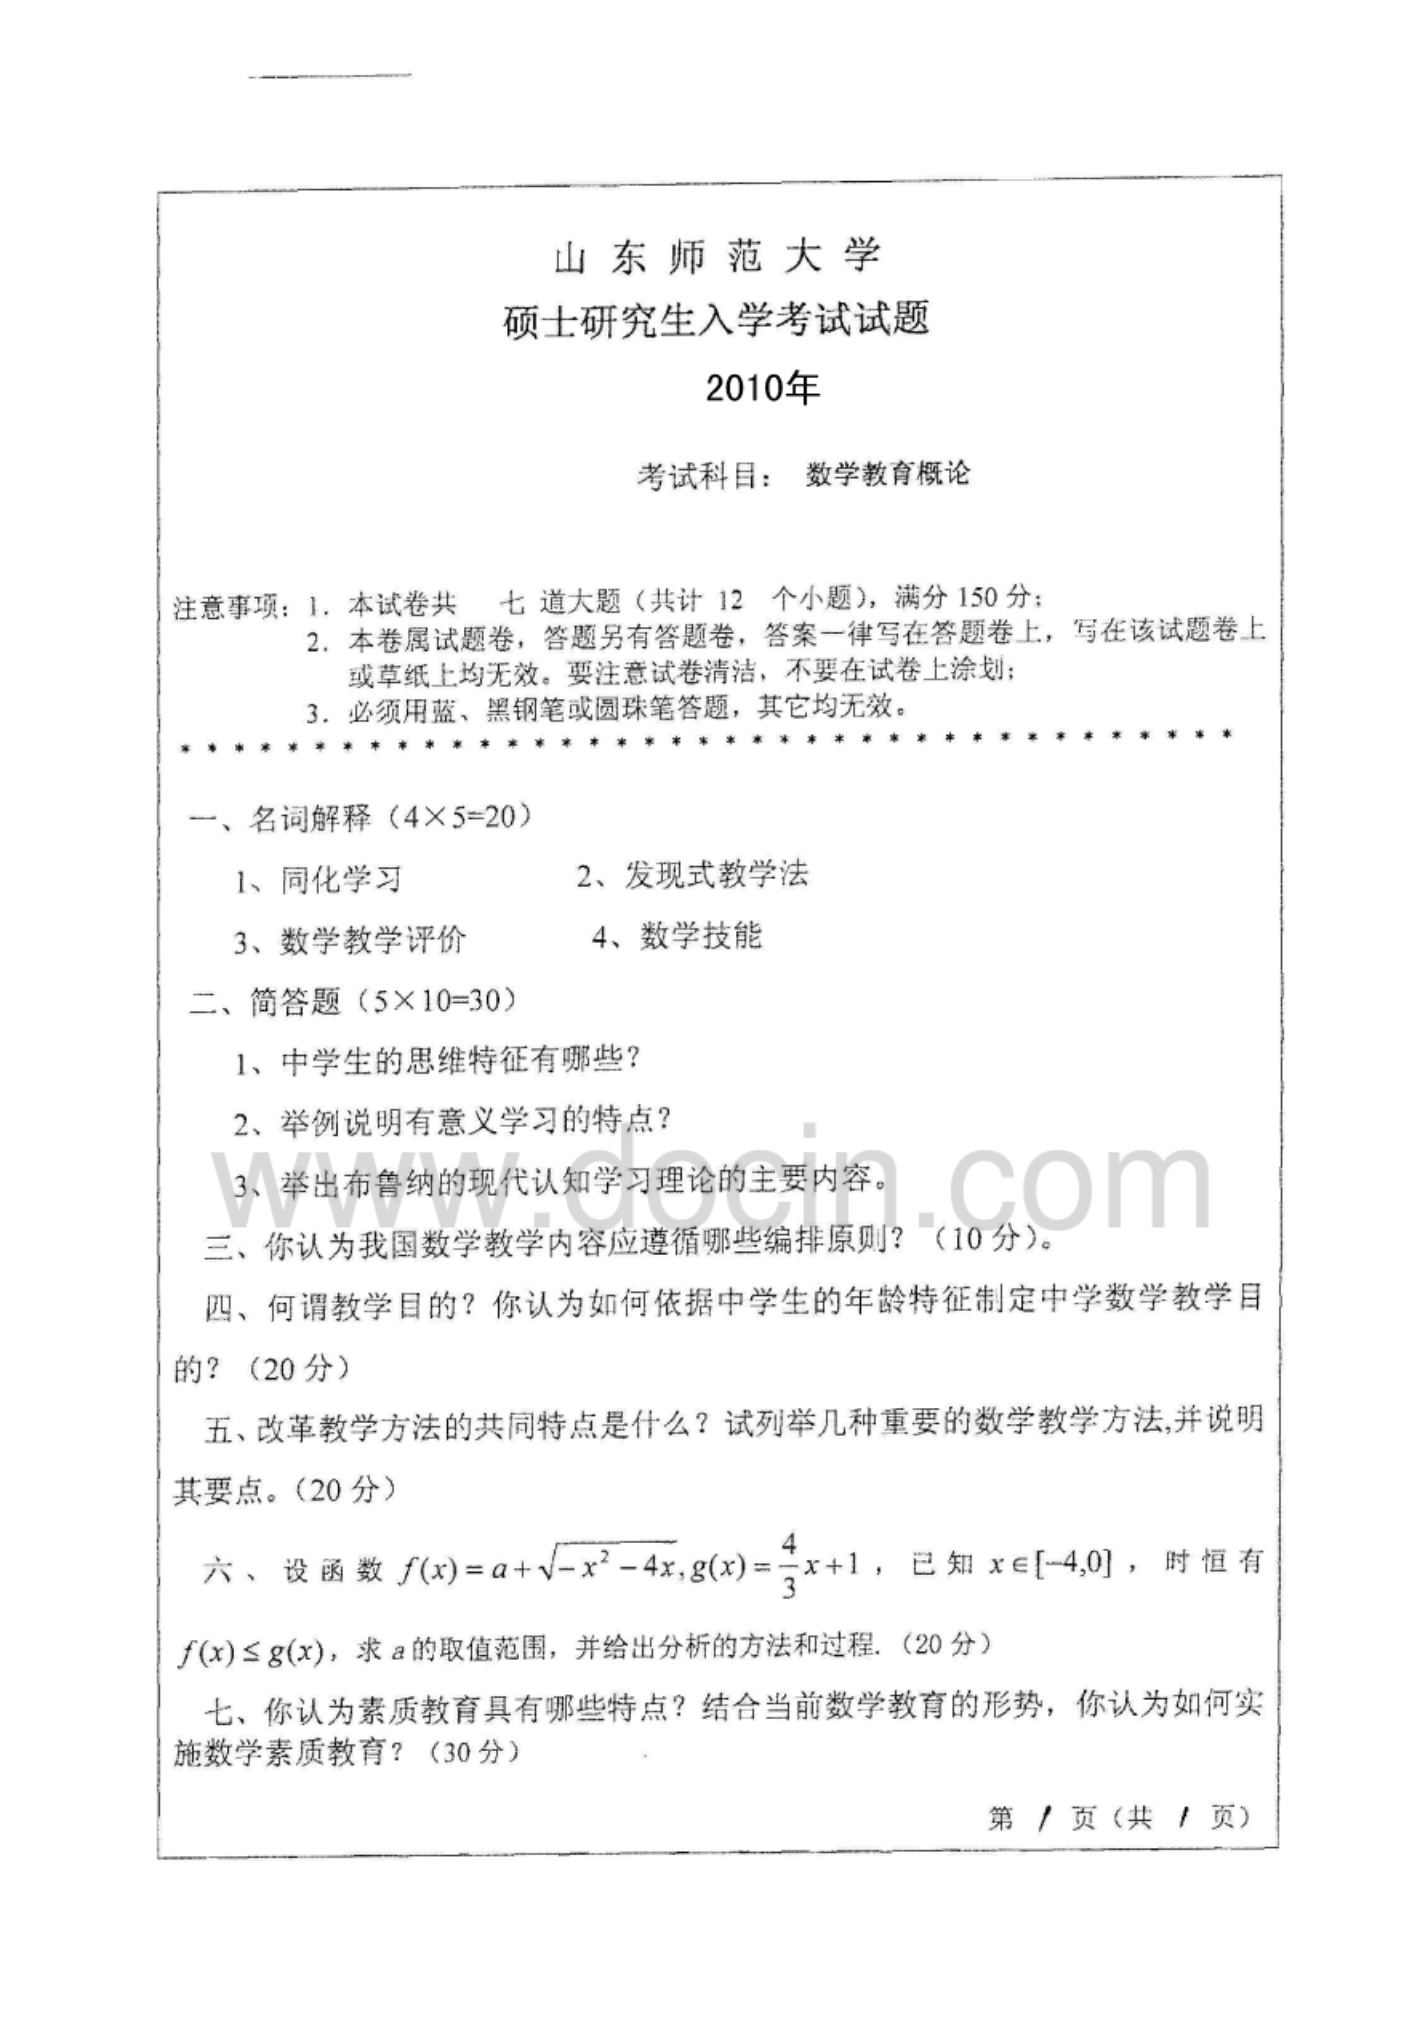 山 东 师 范 大 学
硕士研究生入学考试试题
2010年
考试科目： 数学教育概论
注意事项：1．本试卷共 七 道大题（共计 12 个小题），满分 150 分；
2．本卷属试题卷，答题另有答题卷，答案一律写在答题卷上，写在该试题卷上
或草纸上均无效。要注意试卷清洁，不要在试卷上涂划；
3．必须用蓝、黑钢笔或圆珠笔答题，其它均无效。
* * * * * * * * * * * * * * * * * * * * * * * * * * * * * * * * * * * * * * *
一、名词解释（4×5=20）
1、同化学习 2、发现式教学法
3、数学教学评价 4、数学技能
二、简答题（5×10=30）
1、中学生的思维特征有哪些？
2、举例说明有意义学习的特点？
3、举出布鲁纳的现代认知学习理论的主要内容。
www.docin.com
三、你认为我国数学教学内容应遵循哪些编排原则？（10 分）。
四、何谓教学目的？你认为如何依据中学生的年龄特征制定中学数学教学目
的？（20 分）
五、改革教学方法的共同特点是什么？试列举几种重要的数学教学方法,并说明
其要点。（20 分）
六、设函数 f(x) = a + √(−x² − 4x), g(x) = 4/3 x + 1，已知 x ∈ [−4,0]，时恒有
f(x) ≤ g(x)，求 a 的取值范围，并给出分析的方法和过程.（20 分）
七、你认为素质教育具有哪些特点？结合当前数学教育的形势，你认为如何实
施数学素质教育？（30 分）
第 1 页（共 1 页）